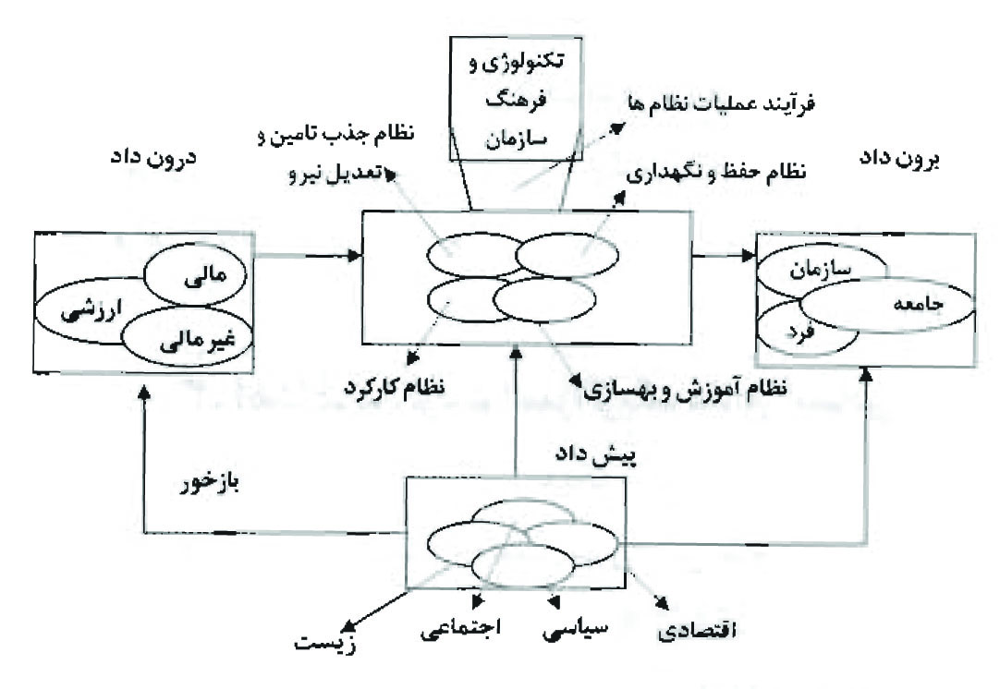 تکنولوژی و
فرهنگ
سازمان
فرآیند عملیات نظام ها
نظام جذب تامین و
تعدیل نیرو
نظام حفظ و نگهداری
برون داد
درون داد
سازمان
جامعه
فرد
مالی
ارزشی
غیر مالی
نظام آموزش و بهسازی
نظام کارکرد
پیش داد
بازخور
اقتصادی
سیاسی
اجتماعی
زیست